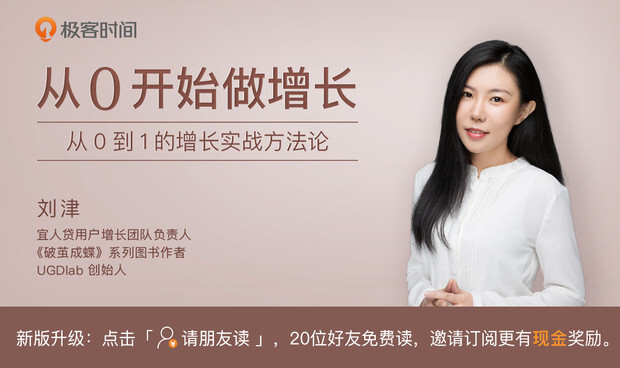 极客时间
从0开始做增长
从0到1的增长实战方法论
刘津
宜人贷用户增长团队负责人
《破茧成蝶》系列图书作者
UGDlab 创始人
新版升级：点击「请朋友读」，20位好友免费读，邀请订阅更有现金奖励。